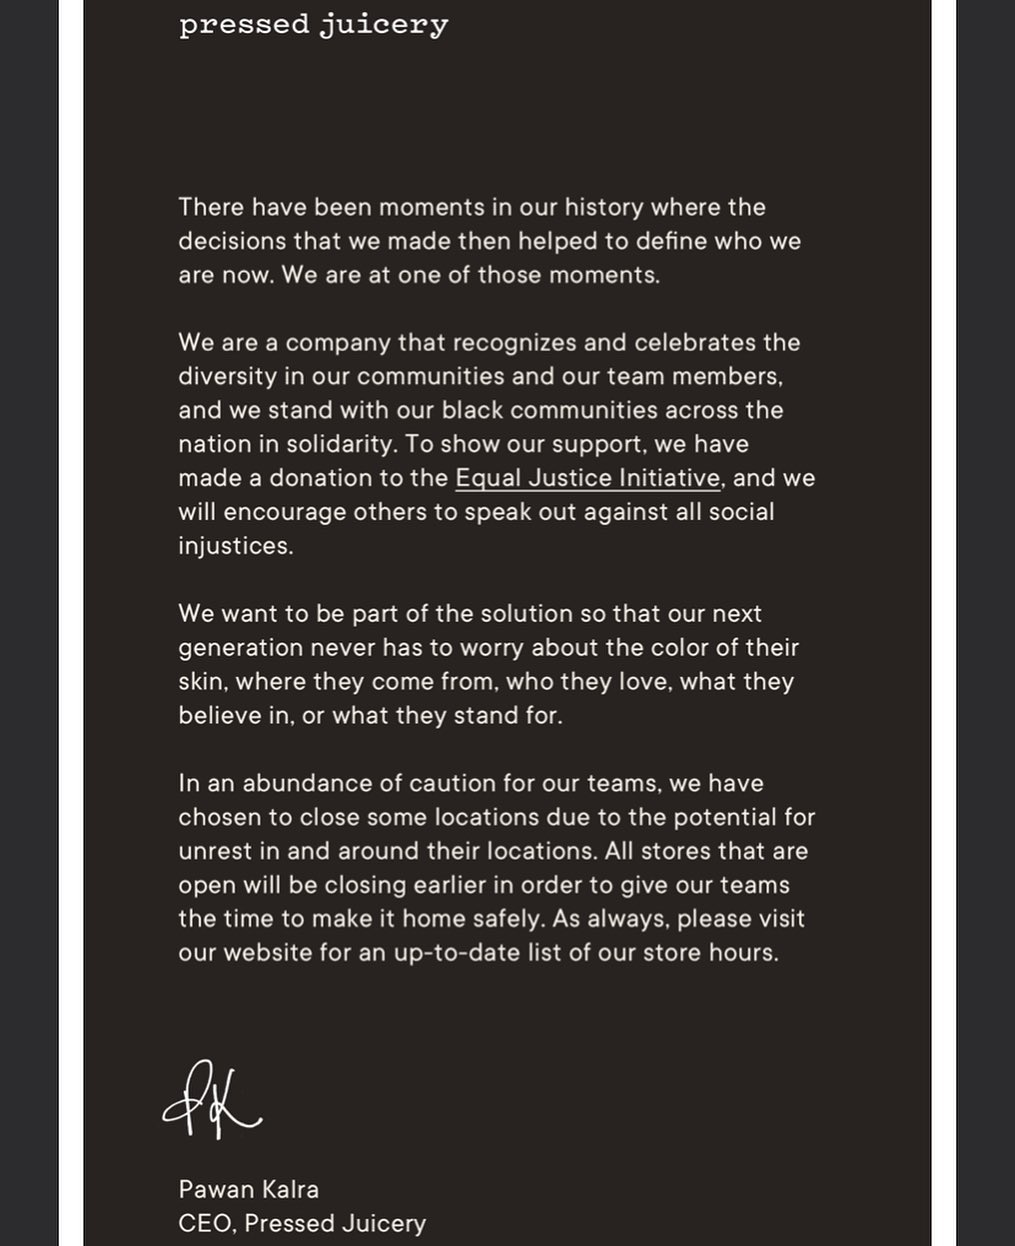 pressed juicery
There have been moments in our history where the
decisions that we made then helped to define who we
are now. We are at one of those moments.
We are a company that recognizes and celebrates the
diversity in our communities and our team members,
and we stand with our black communities across the
nation in solidarity. To show our support, we have
made a donation to the Equal Justice Initiative, and we
will encourage others to speak out against all social
injustices.
We want to be part of the solution so that our next
generation never has to worry about the color of their
skin, where they come from, who they love, what they
believe in, or what they stand for.
In an abundance of caution for our teams, we have
chosen to close some locations due to the potential for
unrest in and around their locations. All stores that are
open will be closing earlier in order to give our teams
the time to make it home safely. As always, please visit
our website for an up-to-date list of our store hours.
PK
Pawan Kalra
CEO, Pressed Juicery